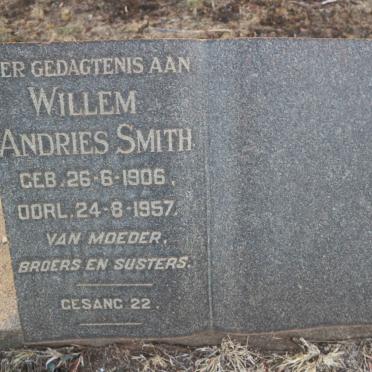 ER GEDAGTENIS AAN
WILLEM
ANDRIES SMITH
GEB. 26-6-1906.
OORL. 24-8-1957.
VAN MOEDER,
BROERS EN SUSTERS.
GESANG 22.